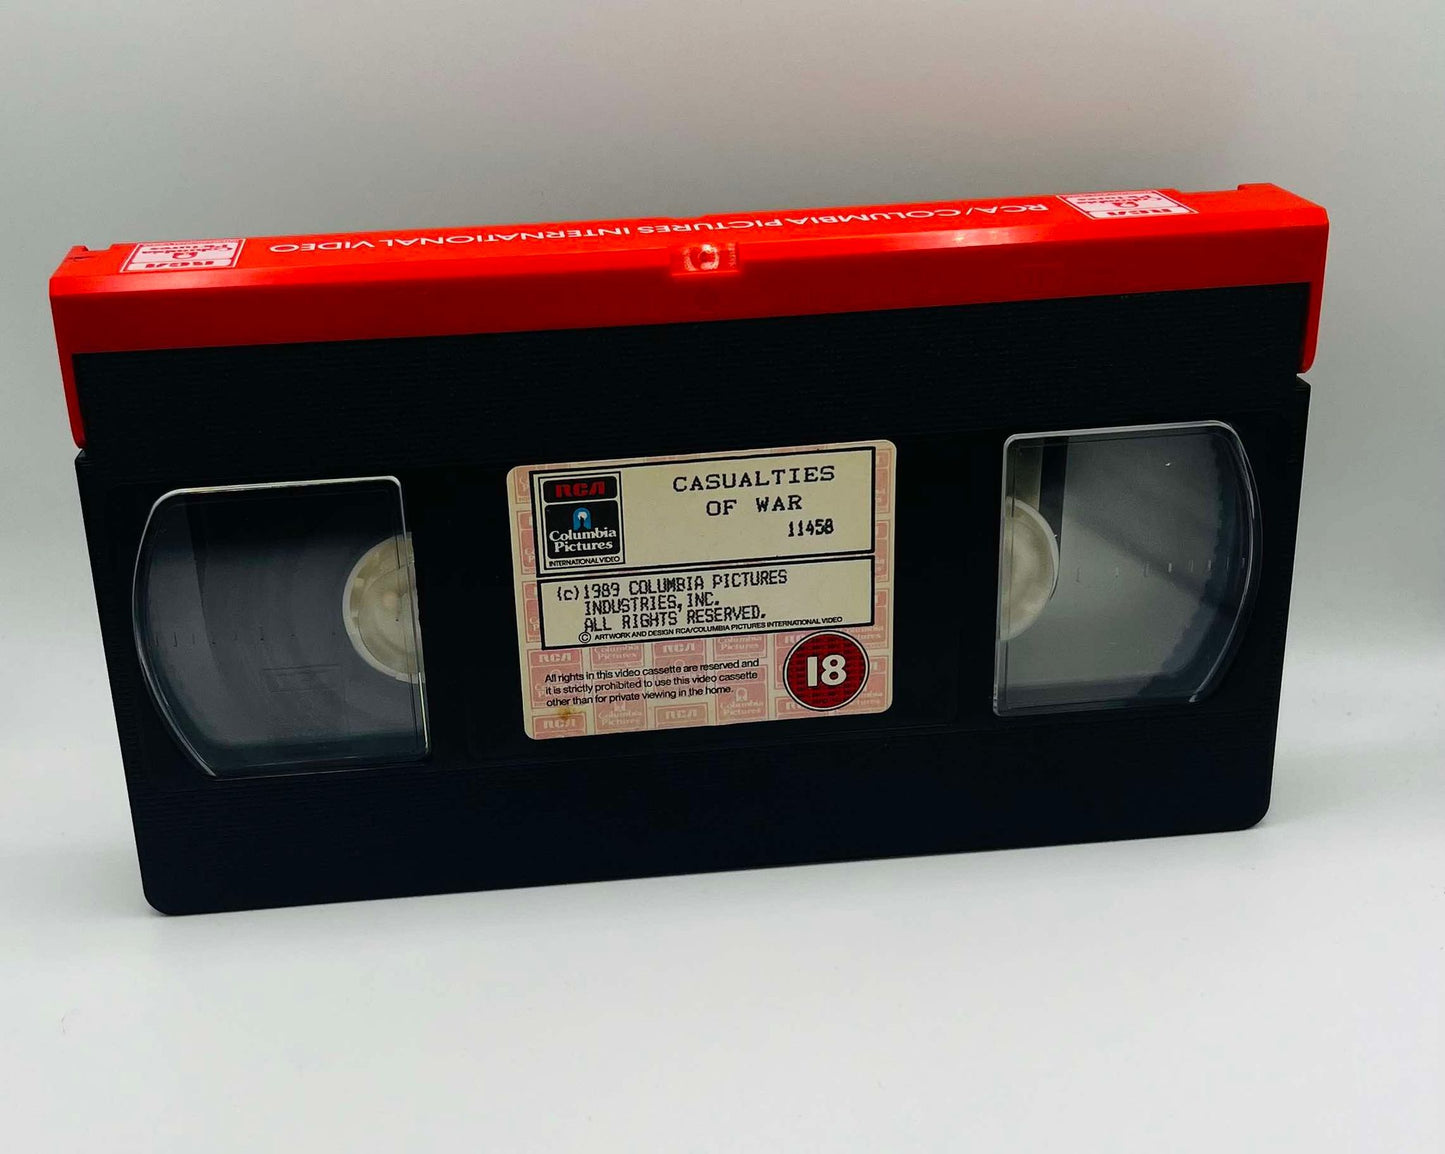 RCA/COLUMBIA PICTURES INTERNATIONAL VIDEO
RCA
RCA
RCA
Columbia
Pictures
INTERNATIONAL VIDEO
CASUALTIES
OF WAR
11458
(c)1989 COLUMBIA PICTURES
INDUSTRIES, INC.
ALL RIGHTS RESERVED.
© ARTWORK AND DESIGN RCA/COLUMBIA PICTURES INTERNATIONAL VIDEO
All rights in this video cassette are reserved and
it is strictly prohibited to use this video cassette
other than for private viewing in the home.
18